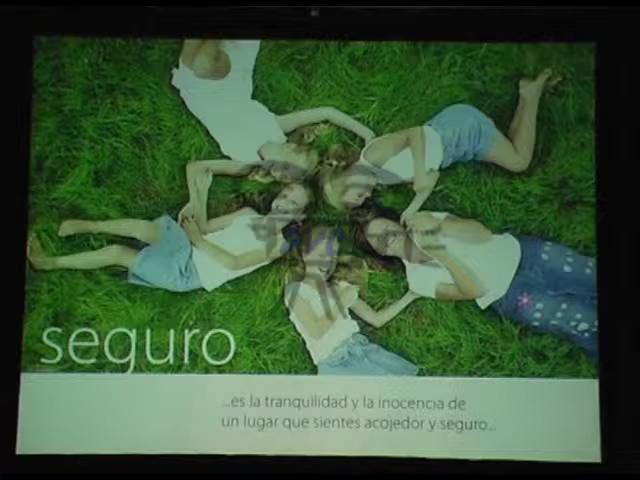 seguro
...es la tranquilidad y la inocencia de
un lugar que sientes acojedor y seguro...